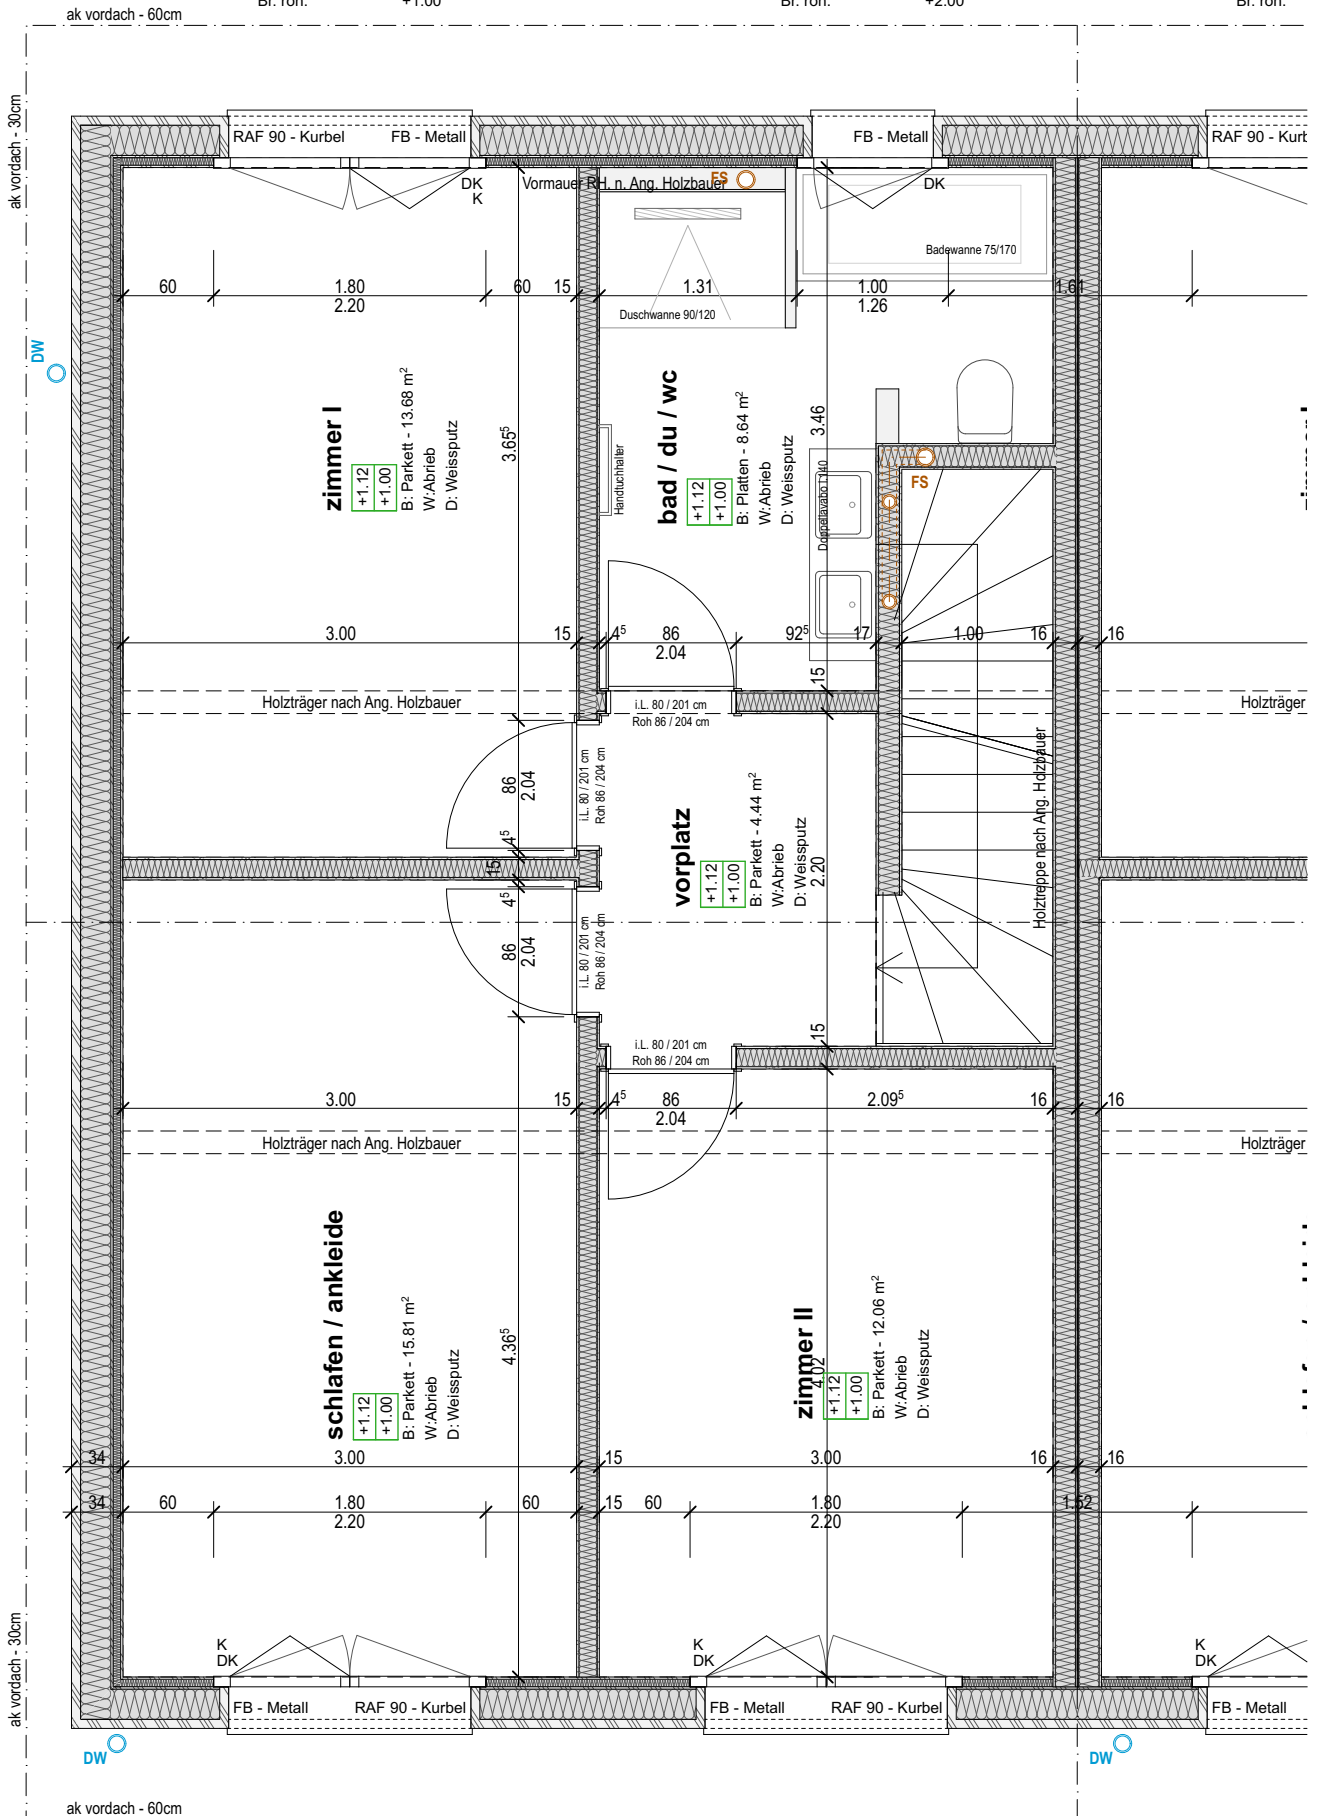 ak vordach - 60cm
Br. roh. +1.00
Br. roh. +2.00
Br. roh.
ak vordach - 30cm
RAF 90 - Kurbel FB - Metall
FB - Metall
RAF 90 - Kurb
DK
K
Vormauer RH. n. Ang. Holzbauer
FS
DK
Badewanne 75/170
60 1.80 60 15 1.31 1.00 1.61
2.20 1.26
Duschwanne 90/120
DW
zimmer I
+1.12
+1.00
B: Parkett - 13.68 m²
W:Abrieb
D: Weissputz
3.65⁵
Handtuchhalter
bad / du / wc
+1.12
+1.00
B: Platten - 8.64 m²
W:Abrieb
D: Weissputz
3.46
Doppellavabo 1.40
FS
3.00 15 4⁵ 86 92⁵ 17 1.00 16 16
2.04
15
Holzträger nach Ang. Holzbauer
i.L. 80 / 201 cm
Roh 86 / 204 cm
Holzträger
86
2.04
i.L. 80 / 201 cm
Roh 86 / 204 cm
4⁵
15
4⁵
vorplatz
+1.12
+1.00
B: Parkett - 4.44 m²
W:Abrieb
D: Weissputz
2.20
Holztreppe nach Ang. Holzbauer
86
2.04
i.L. 80 / 201 cm
Roh 86 / 204 cm
15
i.L. 80 / 201 cm
Roh 86 / 204 cm
3.00 15 4⁵ 86 2.09⁵ 16 16
2.04
Holzträger nach Ang. Holzbauer
Holzträger
schlafen / ankleide
+1.12
+1.00
B: Parkett - 15.81 m²
W:Abrieb
D: Weissputz
4.36⁵
zimmer II
4.02
+1.12
+1.00
B: Parkett - 12.06 m²
W:Abrieb
D: Weissputz
34 3.00 15 3.00 16 16
34 60 1.80 60 15 60 1.80 1.52
2.20 2.20
K
DK
K
DK
K
DK
FB - Metall RAF 90 - Kurbel
FB - Metall RAF 90 - Kurbel
FB - Metall
ak vordach - 30cm
DW
DW
ak vordach - 60cm